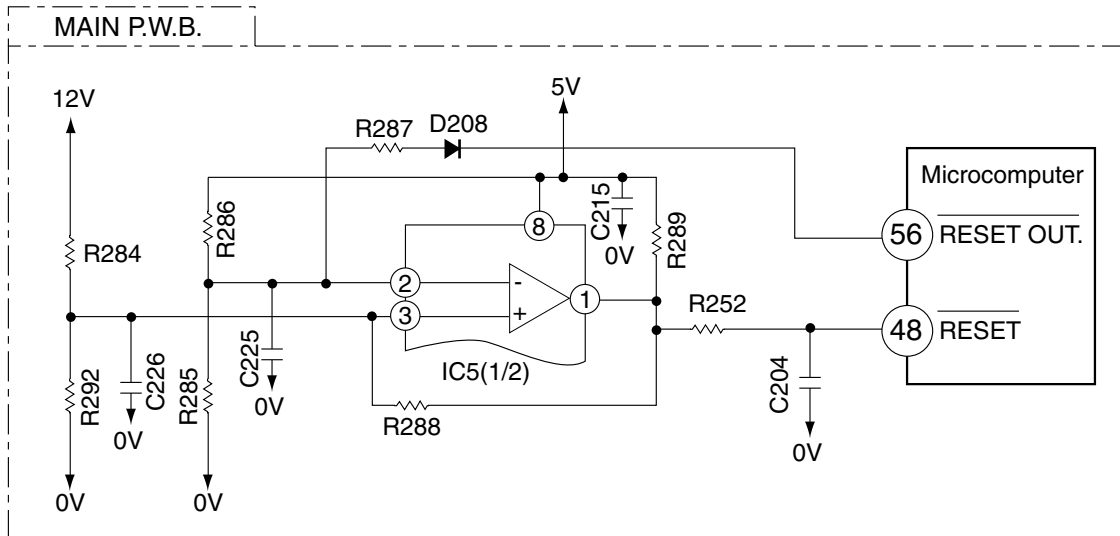 MAIN P.W.B.
12V
5V
R287
D208
Microcomputer
R286
8
C215
R289
56
RESET OUT.
0V
R284
2
-
1
R252
3
+
48
RESET
R292
C226
R285
C225
IC5(1/2)
C204
0V
0V
R288
0V
0V
0V